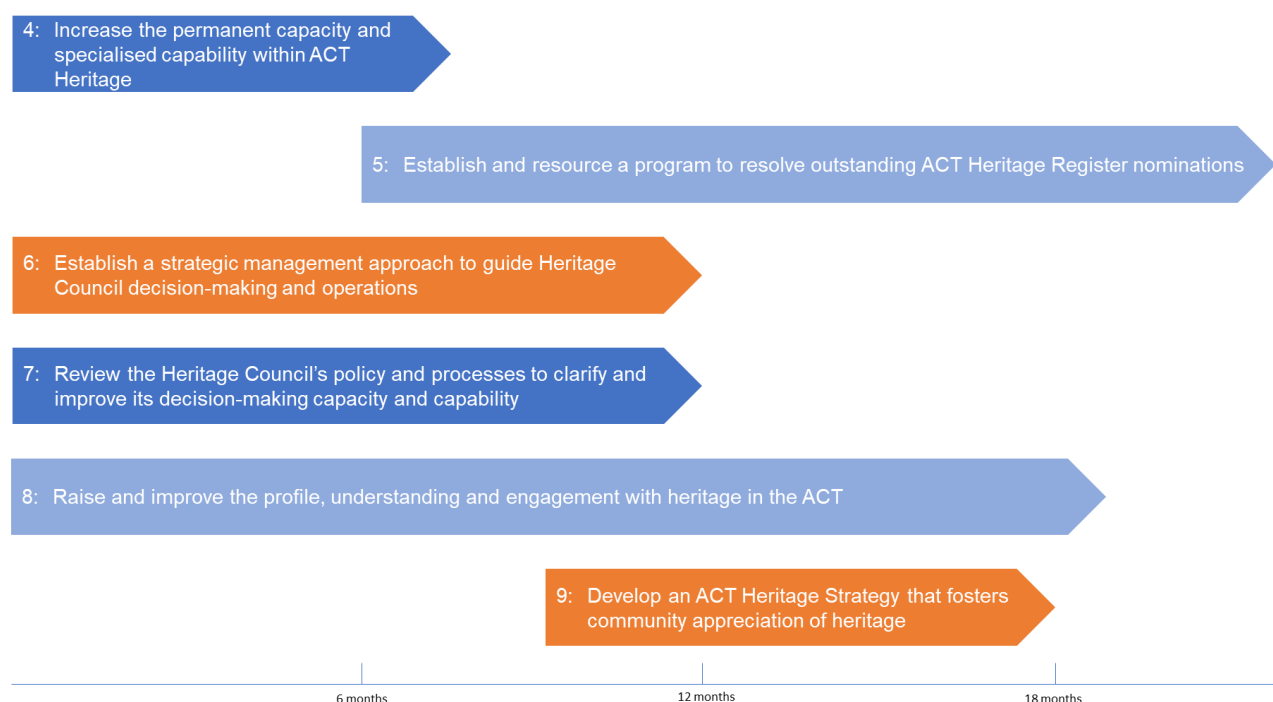 4: Increase the permanent capacity and
specialised capability within ACT
Heritage
5: Establish and resource a program to resolve outstanding ACT Heritage Register nominations
6: Establish a strategic management approach to guide Heritage
Council decision-making and operations
7: Review the Heritage Council’s policy and processes to clarify and
improve its decision-making capacity and capability
8: Raise and improve the profile, understanding and engagement with heritage in the ACT
9: Develop an ACT Heritage Strategy that fosters
community appreciation of heritage
6 months
12 months
18 months